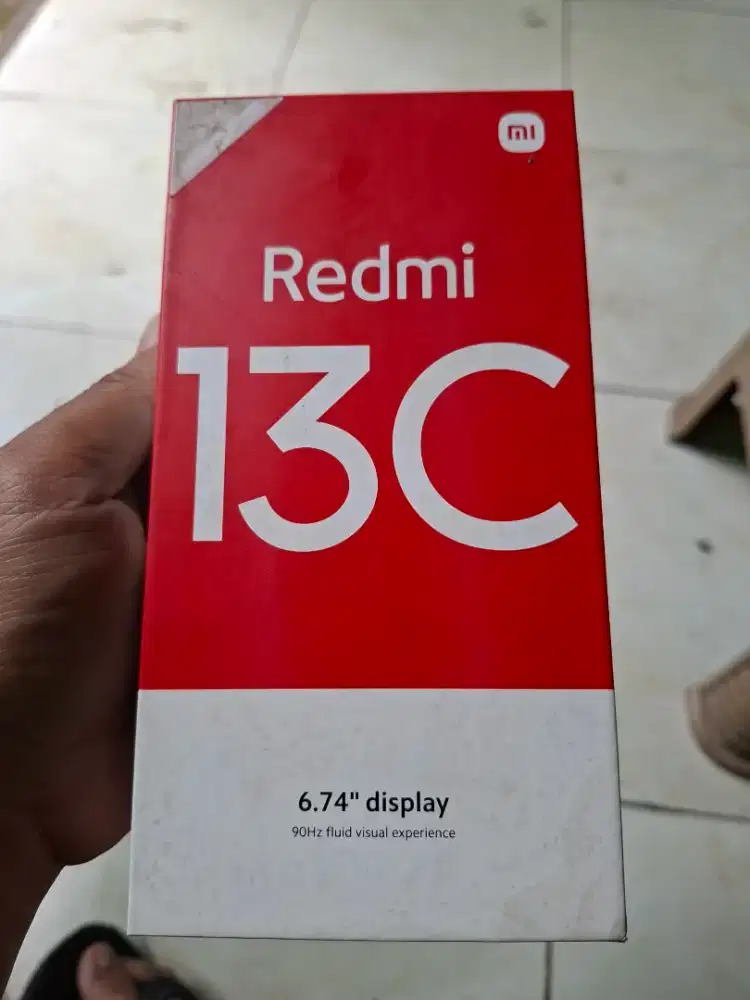 mi
Redmi
13C
6.74" display
90Hz fluid visual experience